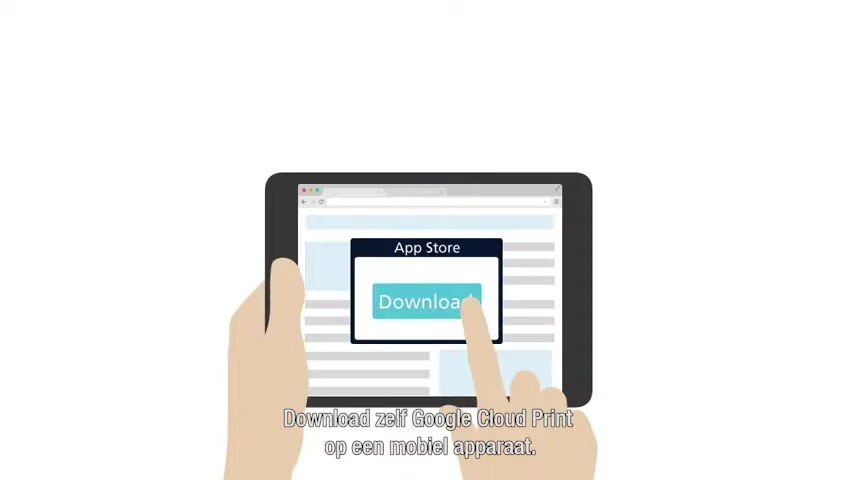 App Store
Download
Download zelf Google Cloud Print
op een mobiel apparaat.